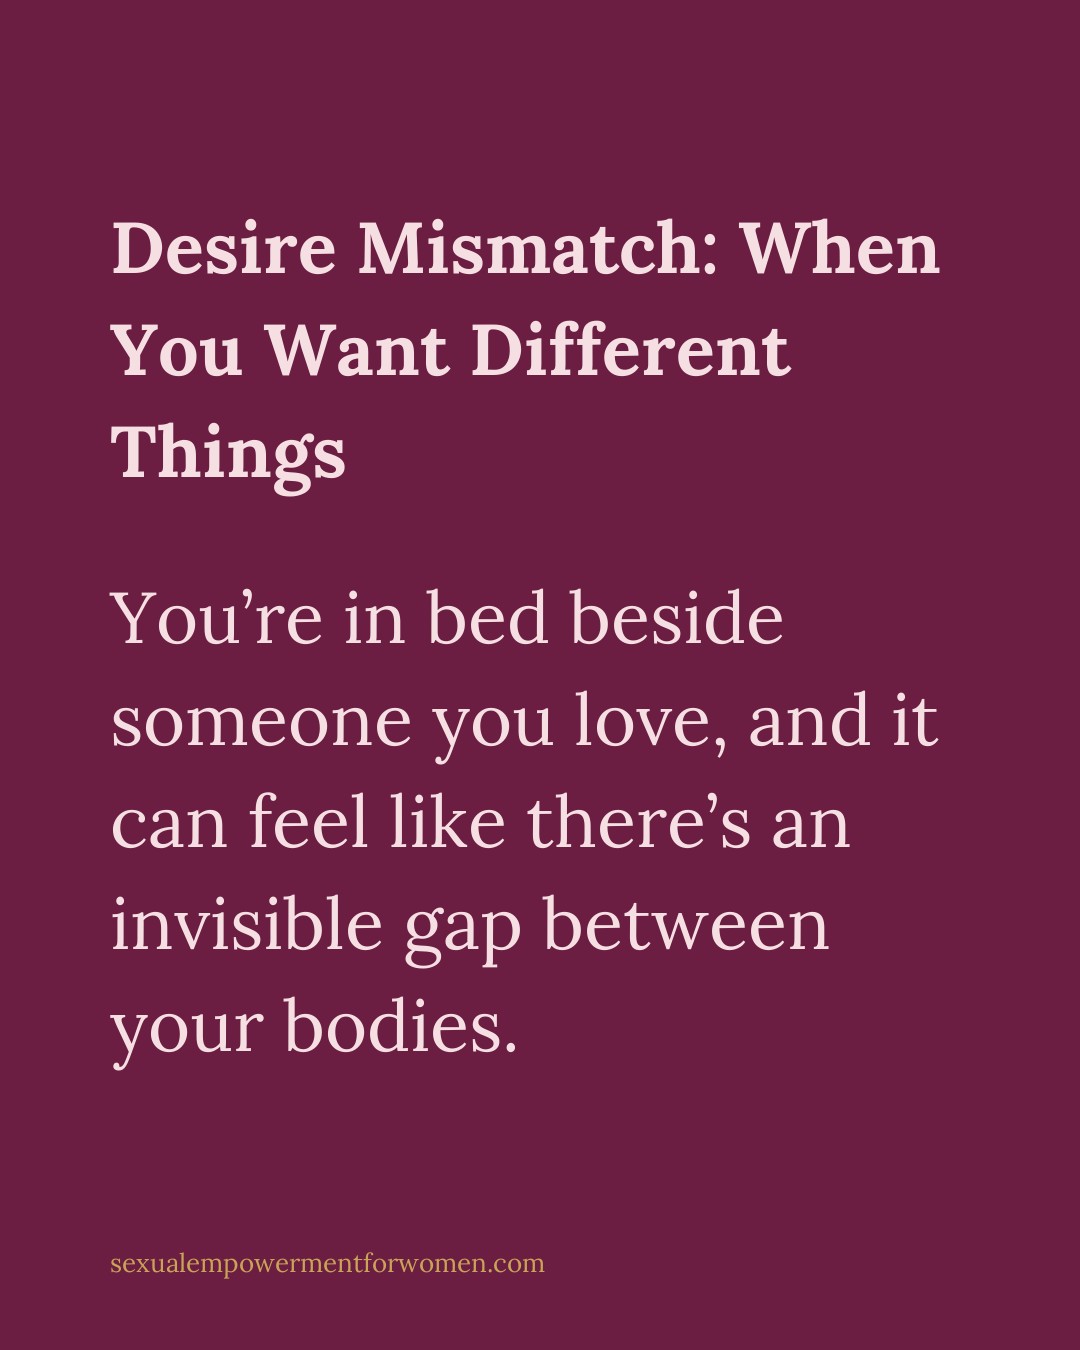 Desire Mismatch: When
You Want Different
Things
You’re in bed beside
someone you love, and it
can feel like there’s an
invisible gap between
your bodies.
sexualempowermentforwomen.com